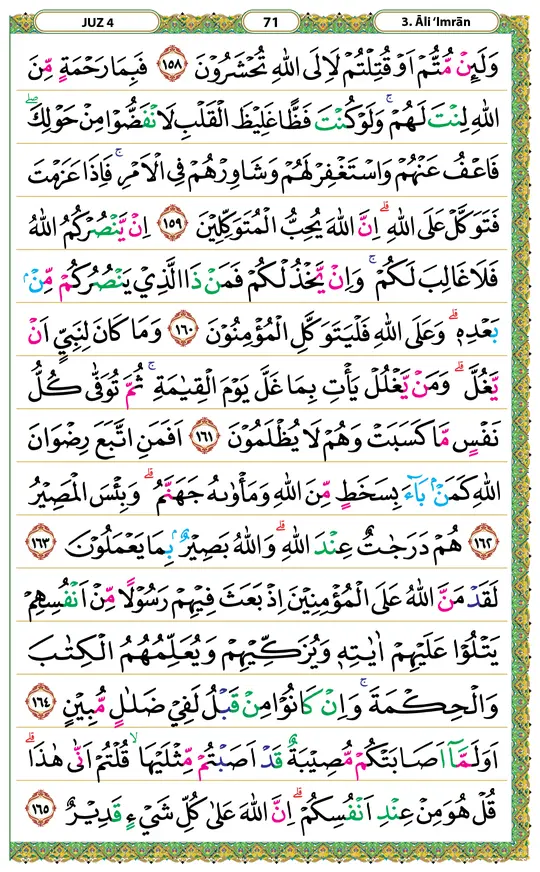 JUZ 4 71 3. Āli ‘Imrān
وَلَىِٕنْ مُّتُّمْ اَوْ قُتِلْتُمْ لَاِلَى اللّٰهِ تُحْشَرُوْنَ ١٥٨ فَبِمَا رَحْمَةٍ مِّنَ
اللّٰهِ لِنْتَ لَهُمْ ۚ وَلَوْ كُنْتَ فَظًّا غَلِيْظَ الْقَلْبِ لَانْفَضُّوْا مِنْ حَوْلِكَ ۖ
فَاعْفُ عَنْهُمْ وَاسْتَغْفِرْ لَهُمْ وَشَاوِرْهُمْ فِى الْاَمْرِ ۚ فَاِذَا عَزَمْتَ
فَتَوَكَّلْ عَلَى اللّٰهِ ۗ اِنَّ اللّٰهَ يُحِبُّ الْمُتَوَكِّلِيْنَ ١٥٩ اِنْ يَّنْصُرْكُمُ اللّٰهُ
فَلَا غَالِبَ لَكُمْ ۚ وَاِنْ يَّخْذُلْكُمْ فَمَنْ ذَا الَّذِيْ يَنْصُرُكُمْ مِّنْۢ
بَعْدِهٖ ۗ وَعَلَى اللّٰهِ فَلْيَتَوَكَّلِ الْمُؤْمِنُوْنَ ١٦٠ وَمَا كَانَ لِنَبِيٍّ اَنْ
يَّغُلَّ ۗ وَمَنْ يَّغْلُلْ يَأْتِ بِمَا غَلَّ يَوْمَ الْقِيٰمَةِ ۚ ثُمَّ تُوَفّٰى كُلُّ
نَفْسٍ مَّا كَسَبَتْ وَهُمْ لَا يُظْلَمُوْنَ ١٦١ اَفَمَنِ اتَّبَعَ رِضْوَانَ
اللّٰهِ كَمَنْۢ بَاۤءَ بِسَخَطٍ مِّنَ اللّٰهِ وَمَأْوٰىهُ جَهَنَّمُ ۗ وَبِئْسَ الْمَصِيْرُ
١٦٢ هُمْ دَرَجٰتٌ عِنْدَ اللّٰهِ ۗ وَاللّٰهُ بَصِيْرٌۢ بِمَا يَعْمَلُوْنَ ١٦٣
لَقَدْ مَنَّ اللّٰهُ عَلَى الْمُؤْمِنِيْنَ اِذْ بَعَثَ فِيْهِمْ رَسُوْلًا مِّنْ اَنْفُسِهِمْ
يَتْلُوْا عَلَيْهِمْ اٰيٰتِهٖ وَيُزَكِّيْهِمْ وَيُعَلِّمُهُمُ الْكِتٰبَ
وَالْحِكْمَةَ ۚ وَاِنْ كَانُوْا مِنْ قَبْلُ لَفِيْ ضَلٰلٍ مُّبِيْنٍ ١٦٤
اَوَلَمَّآ اَصَابَتْكُمْ مُّصِيْبَةٌ قَدْ اَصَبْتُمْ مِّثْلَيْهَا ۙ قُلْتُمْ اَنّٰى هٰذَا ۗ
قُلْ هُوَ مِنْ عِنْدِ اَنْفُسِكُمْ ۗ اِنَّ اللّٰهَ عَلٰى كُلِّ شَيْءٍ قَدِيْرٌ ١٦٥